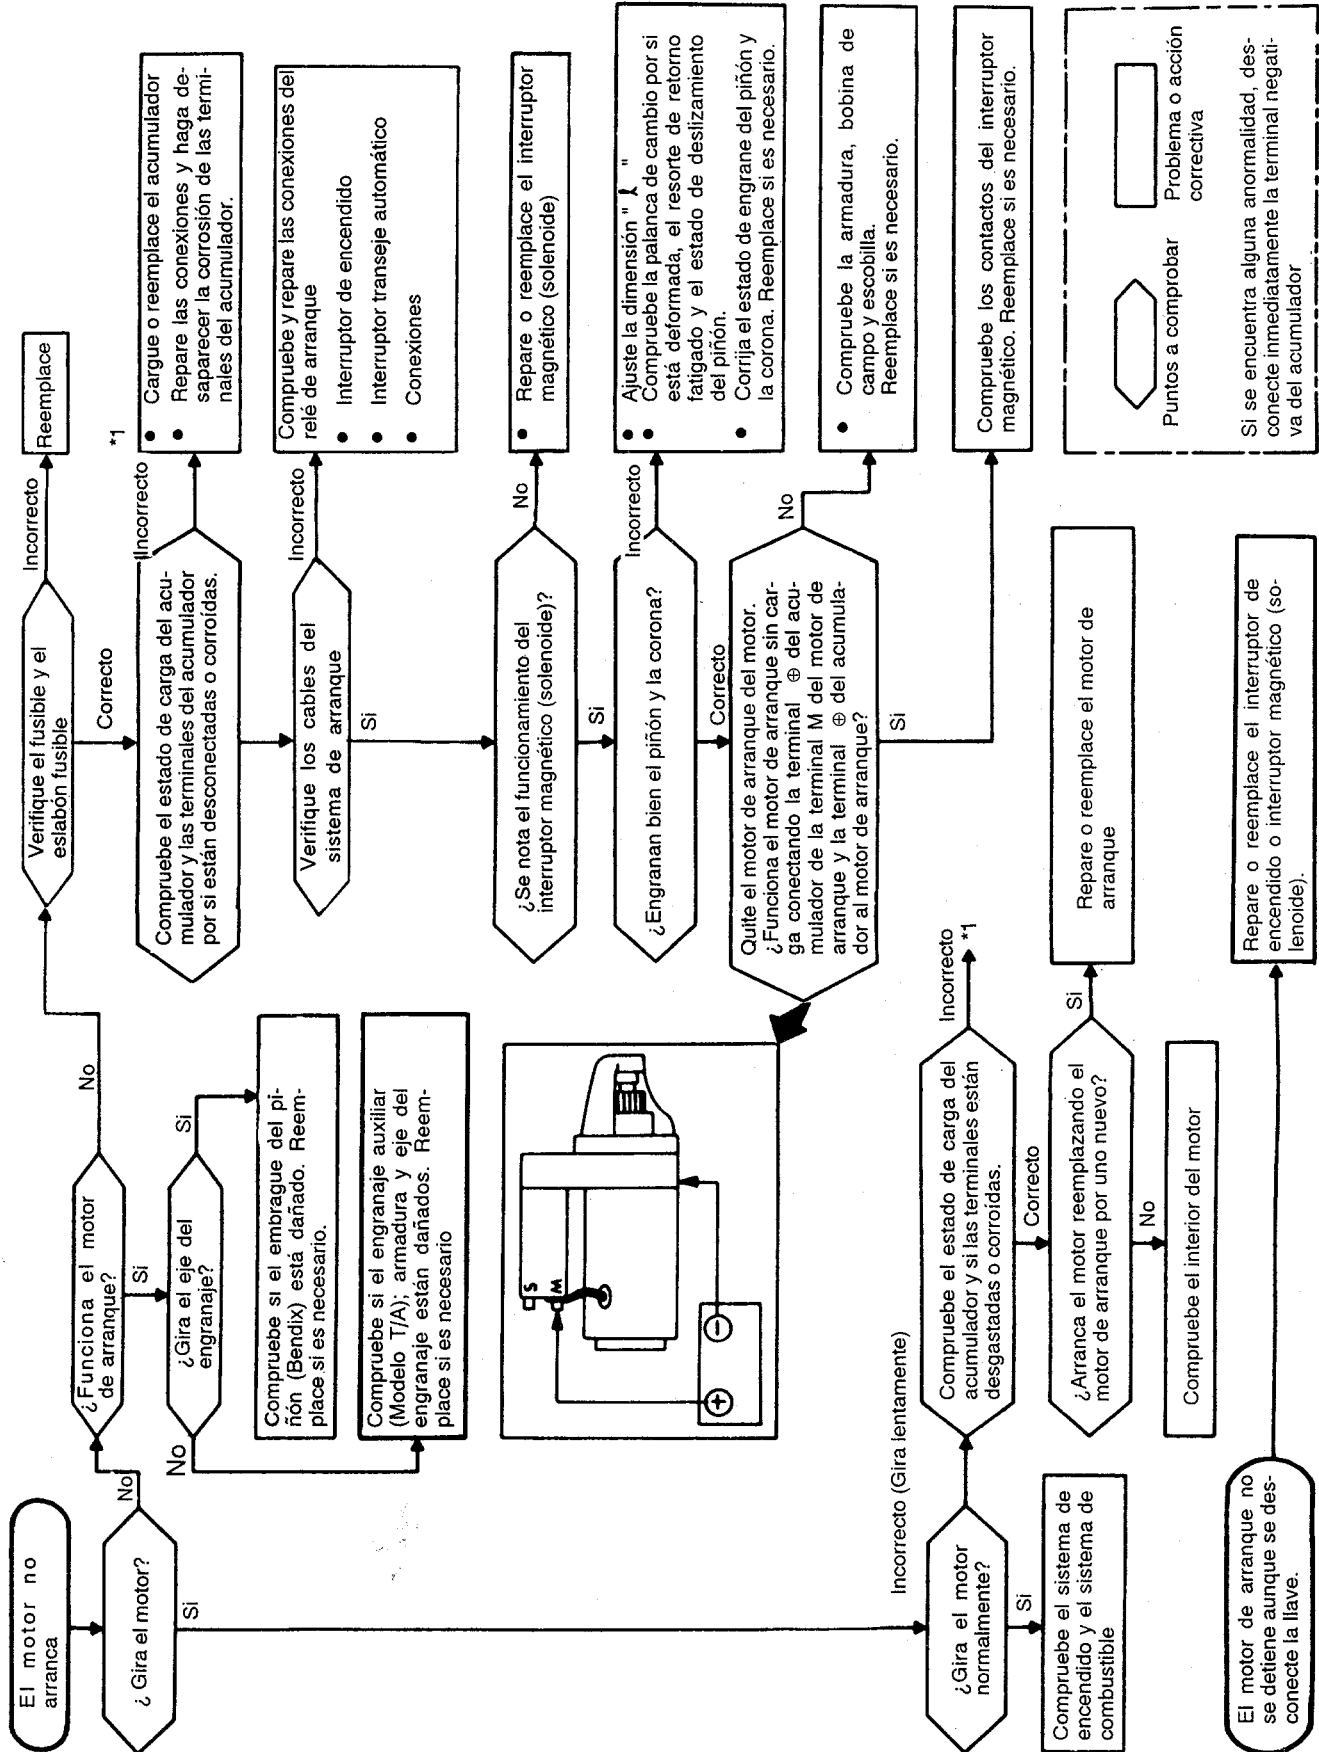 El motor no
arranca
¿ Gira el motor?
No
Si
¿Funciona el motor
de arranque?
No
Si
¿Gira el eje del
engranaje?
Si
No
Compruebe si el embrague del pi-
ñón (Bendix) está dañado. Reem-
place si es necesario.
Compruebe si el engranaje auxiliar
(Modelo T/A); armadura y eje del
engranaje están dañados. Reem-
place si es necesario
S
M
Verifique el fusible y el
eslabón fusible
Incorrecto
Reemplace
Correcto
Compruebe el estado de carga del acu-
mulador y las terminales del acumulador
por si están desconectadas o corroídas.
Incorrecto
*1
● Cargue o reemplace el acumulador
● Repare las conexiones y haga de-
saparecer la corrosión de las termi-
nales del acumulador.
Verifique los cables del
sistema de arranque
Incorrecto
Si
Compruebe y repare las conexiones del
relé de arranque
● Interruptor de encendido
● Interruptor transeje automático
● Conexiones
¿Se nota el funcionamiento del
interruptor magnético (solenoide)?
No
Si
● Repare o reemplace el interruptor
magnético (solenoide)
¿Engranan bien el piñón y la corona?
Incorrecto
Correcto
● Ajuste la dimensión " ℓ "
● Compruebe la palanca de cambio por si
está deformada, el resorte de retorno
fatigado y el estado de deslizamiento
del piñón.
● Corrija el estado de engrane del piñón y
la corona. Reemplace si es necesario.
Quite el motor de arranque del motor.
¿Funciona el motor de arranque sin car-
ga conectando la terminal ⊕ del acu-
mulador de la terminal M del motor de
arranque y la terminal ⊕ del acumula-
dor al motor de arranque?
No
Si
● Compruebe la armadura, bobina de
campo y escobilla.
Reemplace si es necesario.
Compruebe los contactos del interruptor
magnético. Reemplace si es necesario.
¿Gira el motor
normalmente?
Incorrecto (Gira lentamente)
Si
Compruebe el sistema de
encendido y el sistema de
combustible
Compruebe el estado de carga del
acumulador y si las terminales están
desgastadas o corroídas.
Incorrecto
*1
Correcto
¿Arranca el motor reemplazando el
motor de arranque por uno nuevo?
Si
No
Repare o reemplace el motor de
arranque
Compruebe el interior del motor
El motor de arranque no
se detiene aunque se des-
conecte la llave.
Repare o reemplace el interruptor de
encendido o interruptor magnético (so-
lenoide).
Puntos a comprobar
Problema o acción
correctiva
Si se encuentra alguna anomalidad, des-
conecte inmediatamente la terminal negati-
va del acumulador